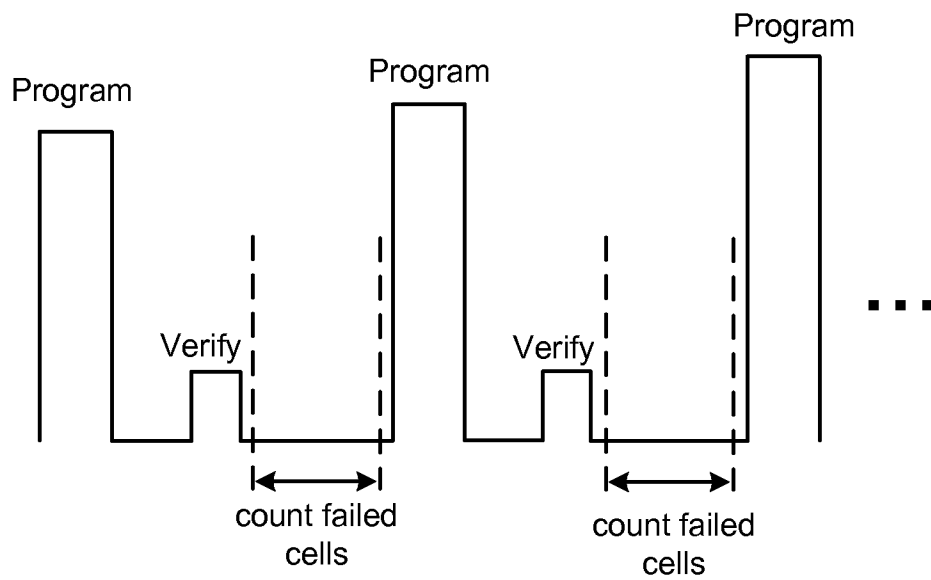 Program
Program
Program
Verify
Verify
count failed
cells
count failed
cells